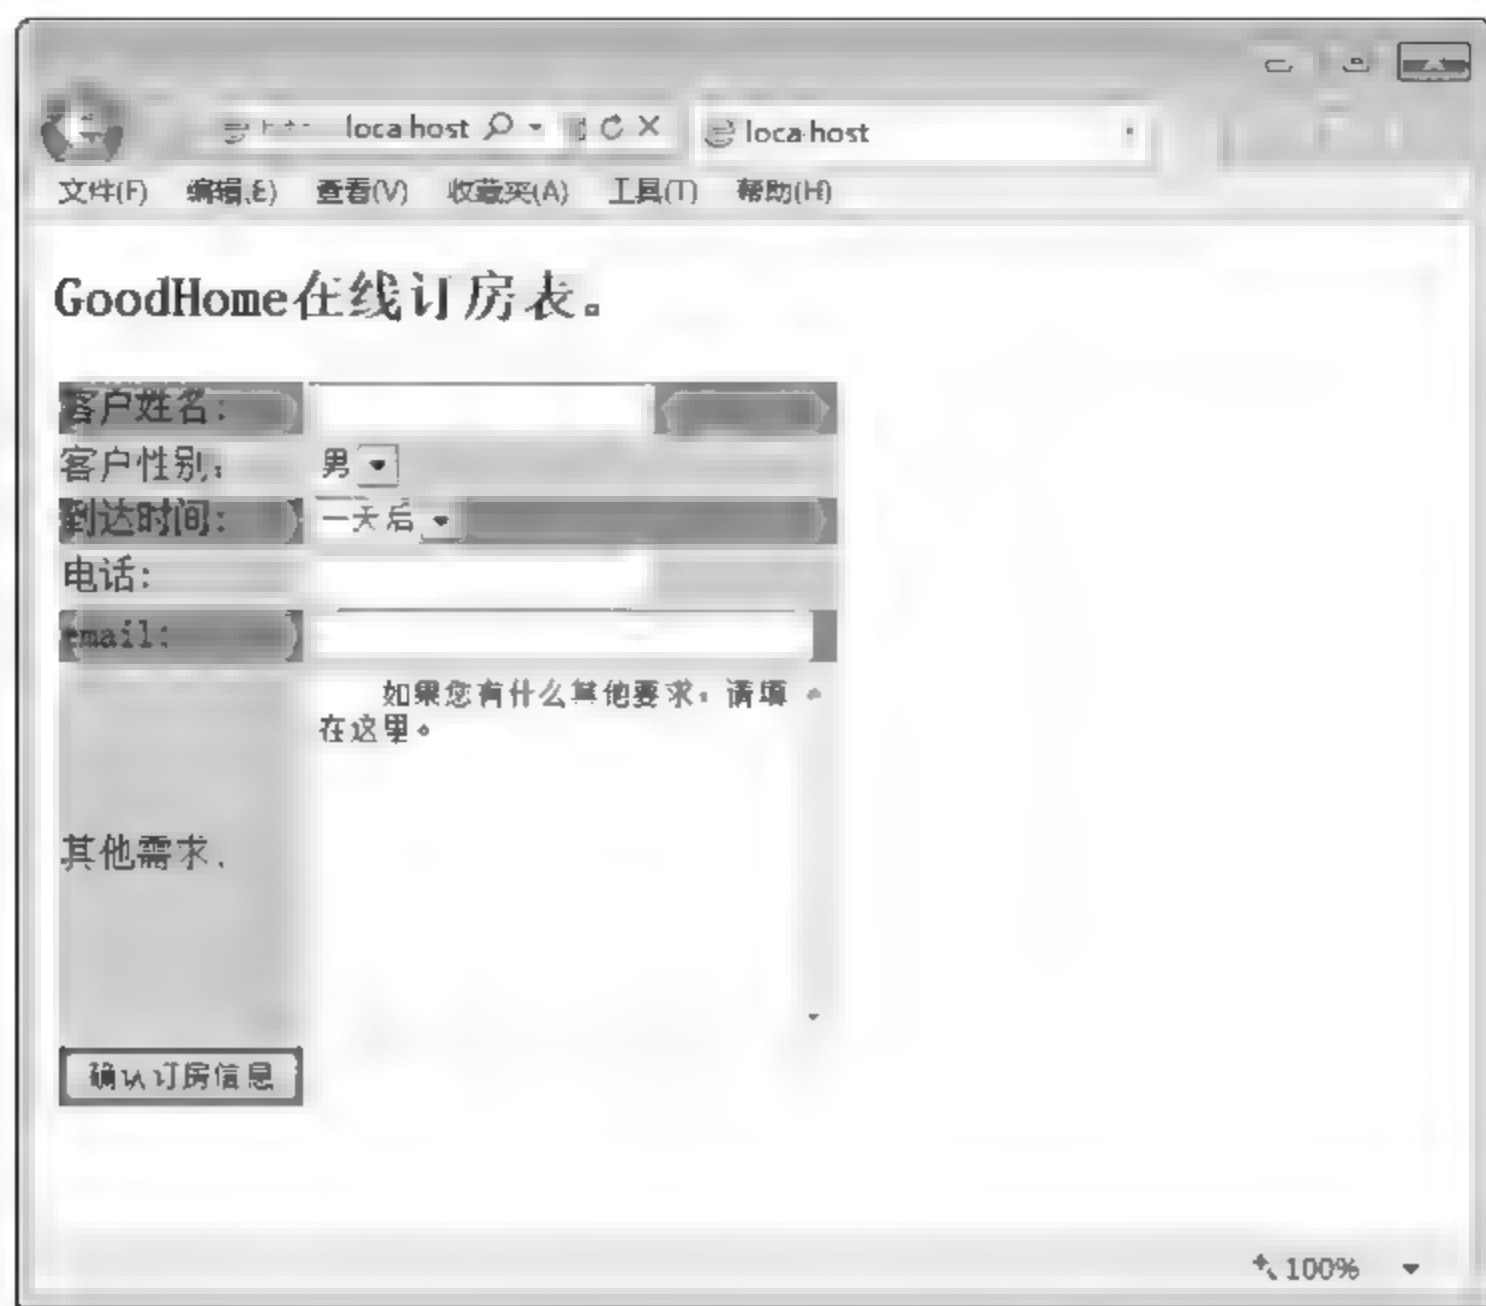 locahost
locahost
文件(F) 编辑(E) 查看(V) 收藏夹(A) 工具(T) 帮助(H)
GoodHome在线订房表。
客户姓名:
客户性别:
男
到达时间:
一天后
电话:
email:
如果您有什么其他要求，请填
在这里。
其他需求:
确认订房信息
100%